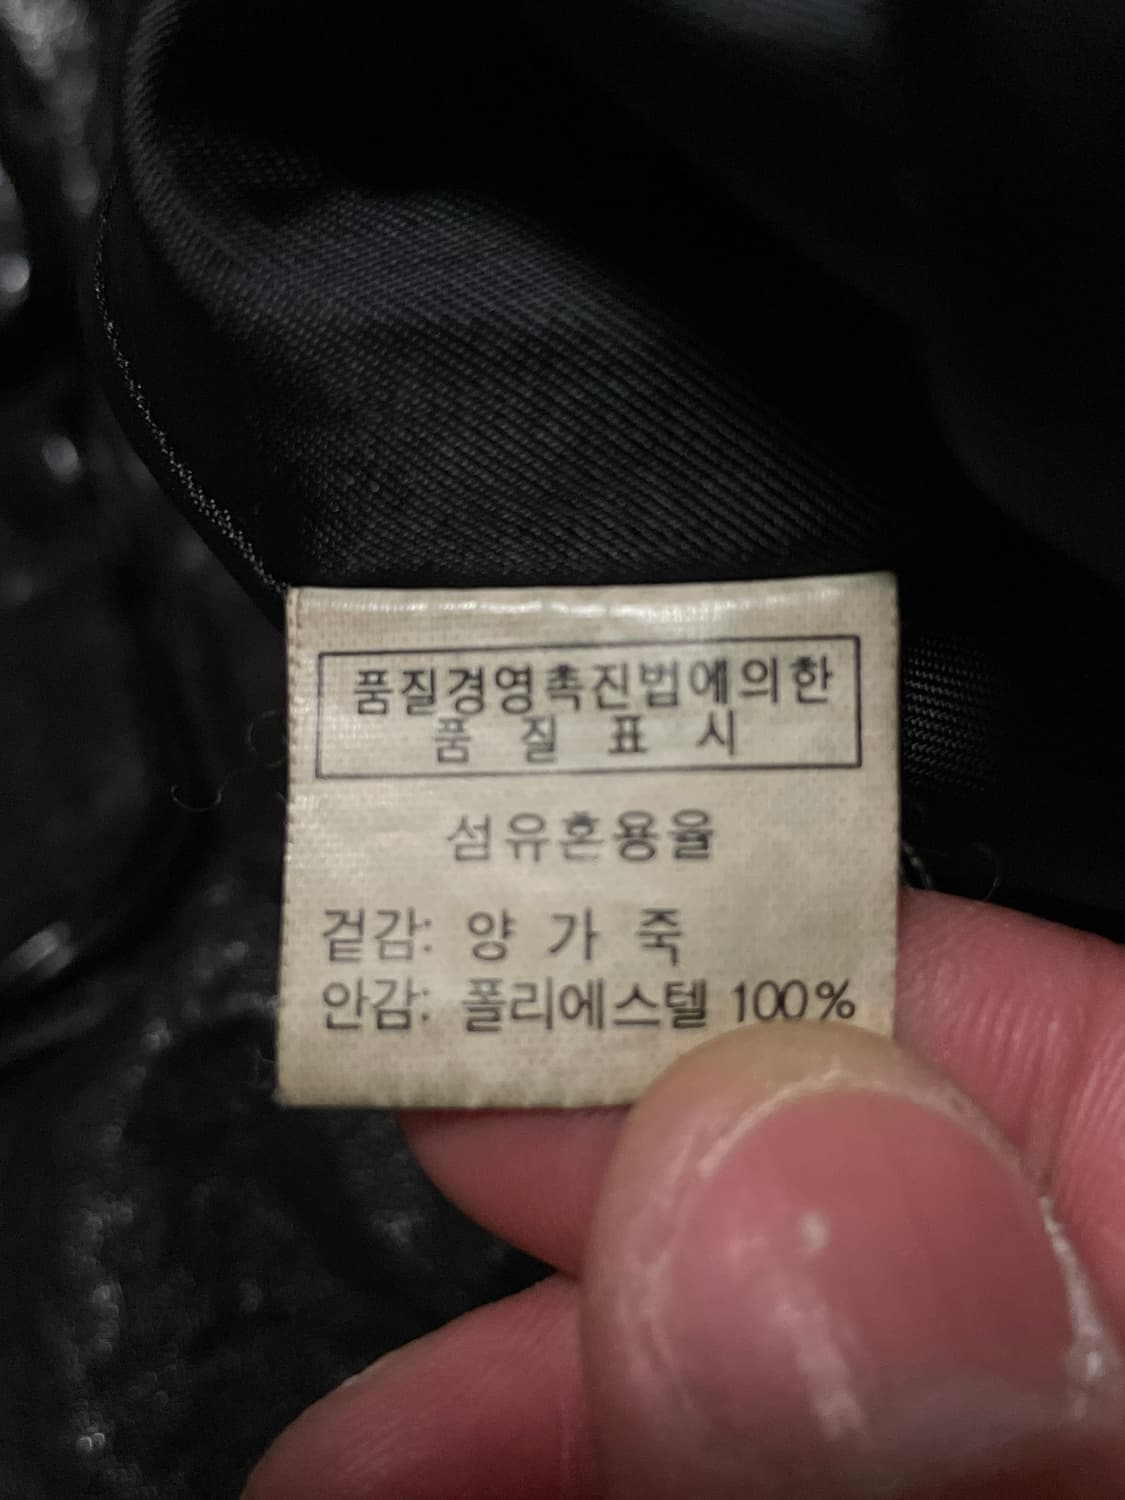 품질경영촉진법에의한
품 질 표 시
섬유혼용율
겉감: 양 가 죽
안감: 폴리에스텔 100%